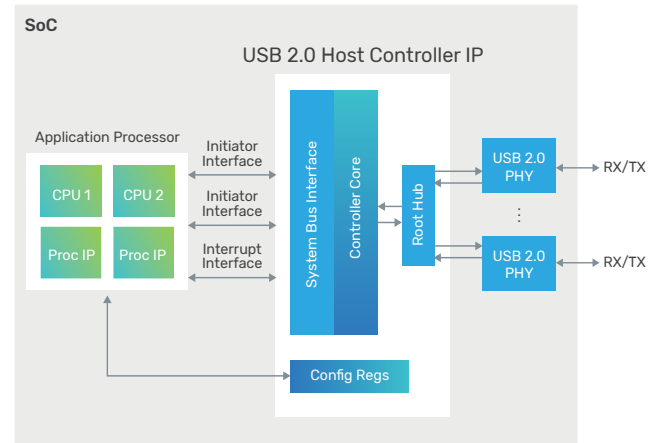 SoC
USB 2.0 Host Controller IP
Application Processor
CPU 1
CPU 2
Proc IP
Proc IP
Initiator
Interface
Initiator
Interface
Interrupt
Interface
System Bus Interface
Controller Core
Root Hub
USB 2.0
PHY
RX/TX
⋮
USB 2.0
PHY
RX/TX
Config Regs